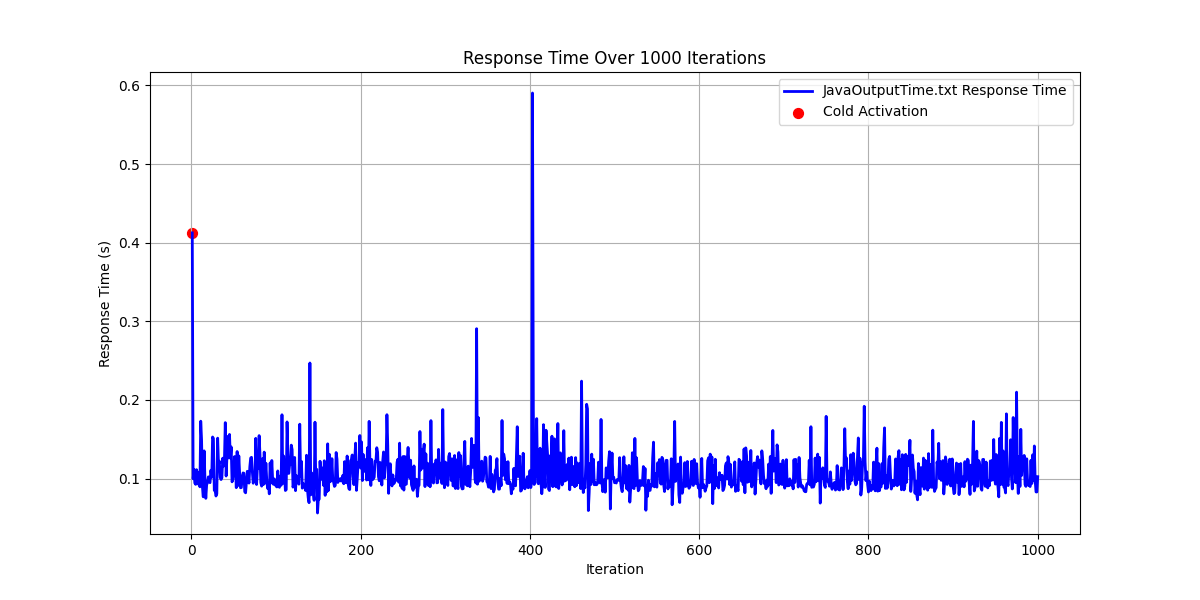 Response Time Over 1000 Iterations
JavaOutputTime.txt Response Time
Cold Activation
Response Time (s)
0.6
0.5
0.4
0.3
0.2
0.1
0 200 400 600 800 1000
Iteration